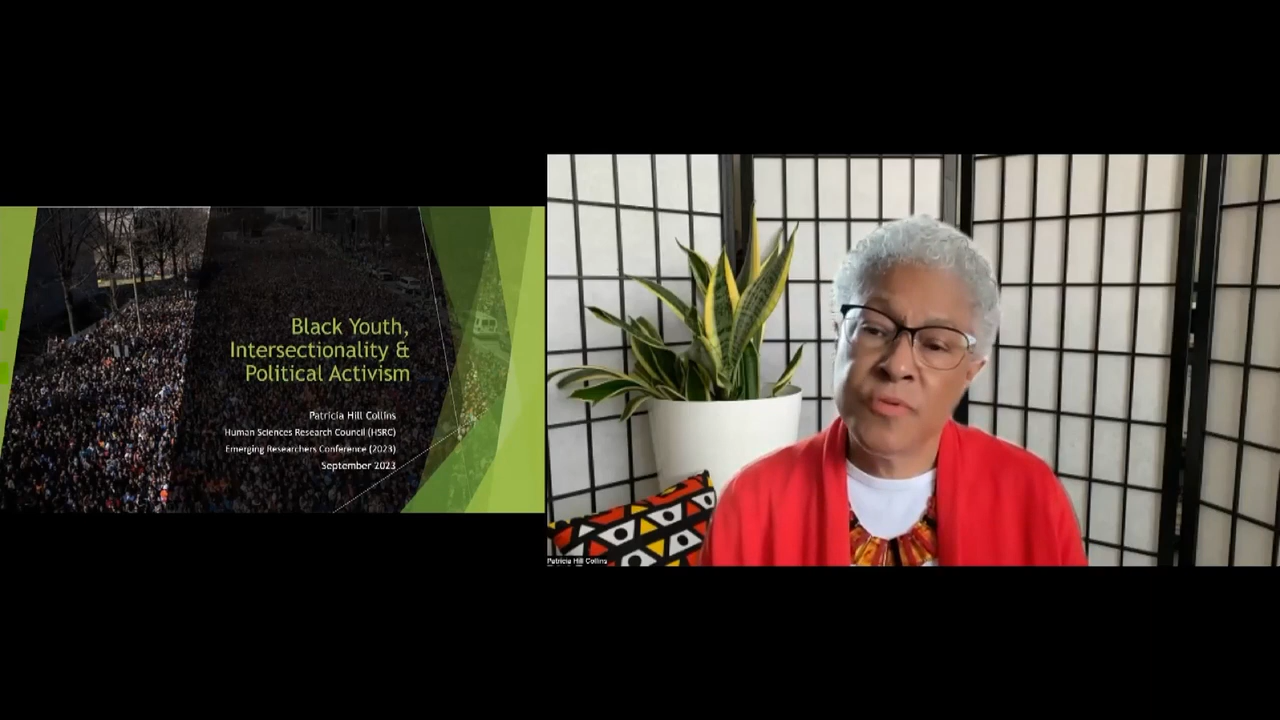 Black Youth,
Intersectionality &
Political Activism
Patricia Hill Collins
Human Sciences Research Council (HSRC)
Emerging Researchers Conference (2023)
September 2023
Patricia Hill Collins